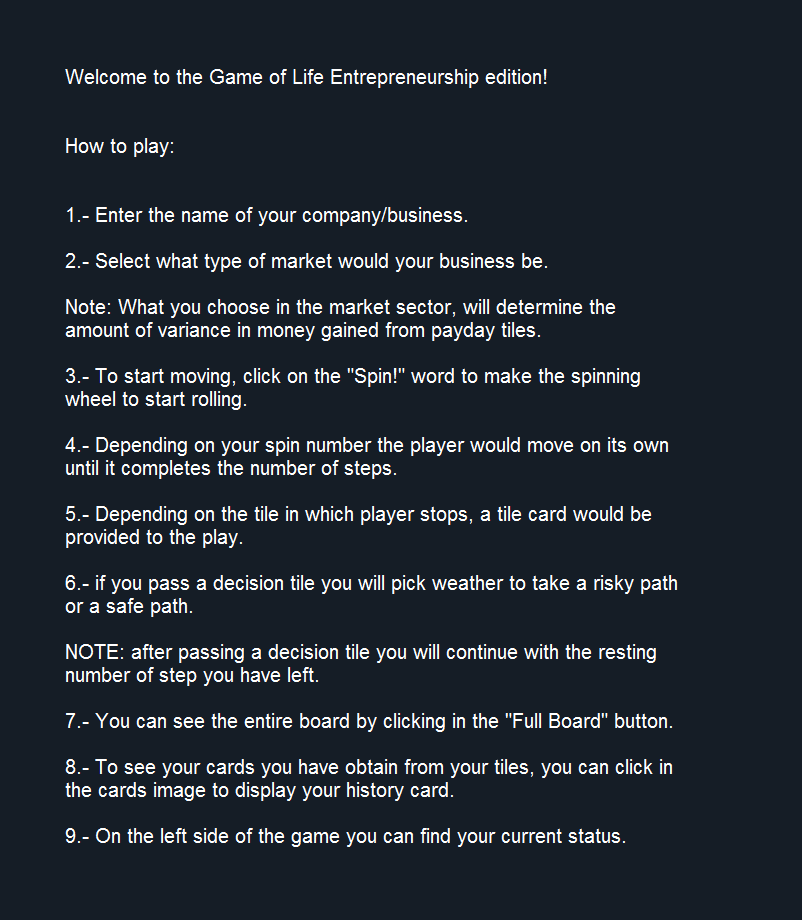 Welcome to the Game of Life Entrepreneurship edition!
How to play:
1.- Enter the name of your company/business.
2.- Select what type of market would your business be.
Note: What you choose in the market sector, will determine the
amount of variance in money gained from payday tiles.
3.- To start moving, click on the "Spin!" word to make the spinning
wheel to start rolling.
4.- Depending on your spin number the player would move on its own
until it completes the number of steps.
5.- Depending on the tile in which player stops, a tile card would be
provided to the play.
6.- if you pass a decision tile you will pick weather to take a risky path
or a safe path.
NOTE: after passing a decision tile you will continue with the resting
number of step you have left.
7.- You can see the entire board by clicking in the "Full Board" button.
8.- To see your cards you have obtain from your tiles, you can click in
the cards image to display your history card.
9.- On the left side of the game you can find your current status.